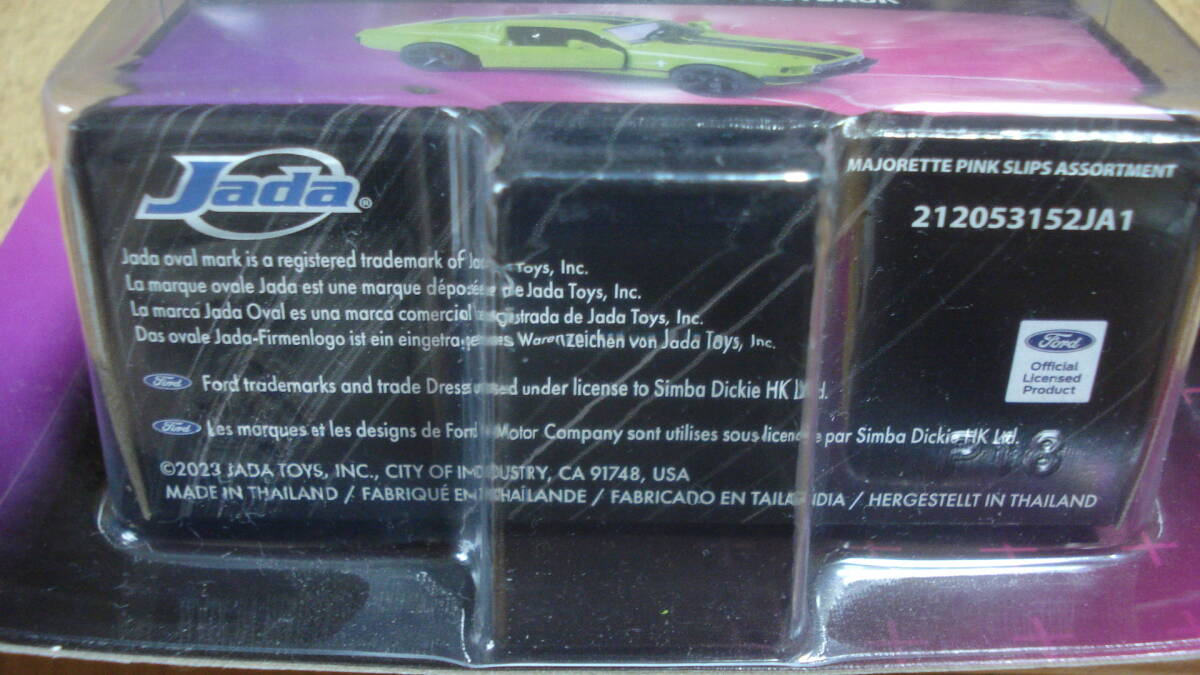 Jada®
MAJORETTE PINK SLIPS ASSORTMENT
212053152JA1
Jada oval mark is a registered trademark of Jada Toys, Inc.
La marque ovale Jada est une marque déposée de Jada Toys, Inc.
La marca Jada Oval es una marca comercial registrada de Jada Toys, Inc.
Das ovale Jada-Firmenlogo ist ein eingetragenes Warenzeichen von Jada Toys, Inc.
Ford
Official
Licensed
Product
Ford Ford trademarks and trade Dress used under license to Simba Dickie HK Ltd.
Ford Les marques et les designs de Ford Motor Company sont utilises sous licence par Simba Dickie HK Ltd.
©2023 JADA TOYS, INC., CITY OF INDUSTRY, CA 91748, USA
MADE IN THAILAND / FABRIQUÉ EN THAÏLANDE / FABRICADO EN TAILANDIA / HERGESTELLT IN THAILAND